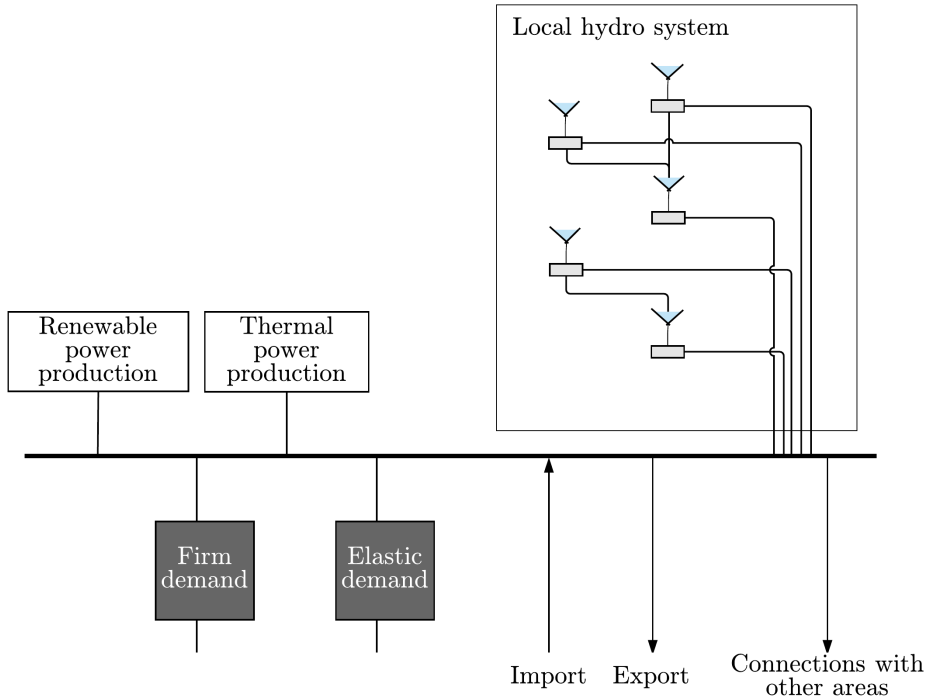 Local hydro system
Renewable
power
production
Thermal
power
production
Firm
demand
Elastic
demand
Import
Export
Connections with
other areas